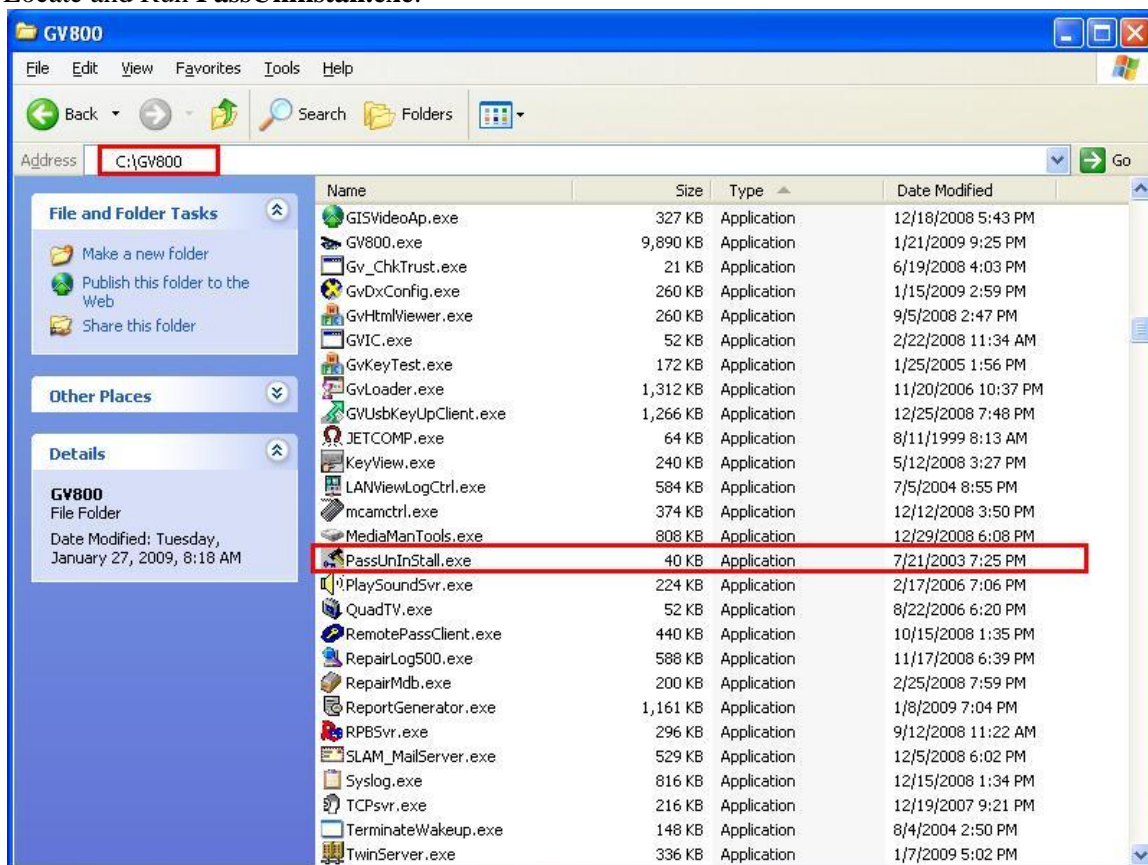 Locate and Run PassUninstall.exe.
GV800
File Edit View Favorites Tools Help
Back Search Folders
Address C:\GV800 Go
Name Size Type Date Modified
File and Folder Tasks
Make a new folder
Publish this folder to the
Web
Share this folder
Other Places
Details
GV800
File Folder
Date Modified: Tuesday,
January 27, 2009, 8:18 AM
GISVideoAp.exe 327 KB Application 12/18/2008 5:43 PM
GV800.exe 9,890 KB Application 1/21/2009 9:25 PM
Gv_ChkTrust.exe 21 KB Application 6/19/2008 4:03 PM
GvDxConfig.exe 260 KB Application 1/15/2009 2:59 PM
GvHtmlViewer.exe 260 KB Application 9/5/2008 2:47 PM
GVIC.exe 52 KB Application 2/22/2008 11:34 AM
GvKeyTest.exe 172 KB Application 1/25/2005 1:56 PM
GvLoader.exe 1,312 KB Application 11/20/2006 10:37 PM
GVUsbKeyUpClient.exe 1,266 KB Application 12/25/2008 7:48 PM
JETCOMP.exe 64 KB Application 8/11/1999 8:13 AM
KeyView.exe 240 KB Application 5/12/2008 3:27 PM
LANViewLogCtrl.exe 584 KB Application 7/5/2004 8:55 PM
mcamctrl.exe 374 KB Application 12/12/2008 3:50 PM
MediaManTools.exe 808 KB Application 12/29/2008 6:08 PM
PassUnInStall.exe 40 KB Application 7/21/2003 7:25 PM
PlaySoundSvr.exe 224 KB Application 2/17/2006 7:06 PM
QuadTV.exe 52 KB Application 8/22/2006 6:20 PM
RemotePassClient.exe 440 KB Application 10/15/2008 1:35 PM
RepairLog500.exe 588 KB Application 11/17/2008 6:39 PM
RepairMdb.exe 200 KB Application 2/25/2008 7:59 PM
ReportGenerator.exe 1,161 KB Application 1/8/2009 7:04 PM
RPBSvr.exe 296 KB Application 9/12/2008 11:22 AM
SLAM_MailServer.exe 529 KB Application 12/5/2008 6:02 PM
Syslog.exe 816 KB Application 12/15/2008 1:34 PM
TCPsvr.exe 216 KB Application 12/19/2007 9:21 PM
TerminateWakeup.exe 148 KB Application 8/4/2004 2:50 PM
TwinServer.exe 336 KB Application 1/7/2009 5:02 PM